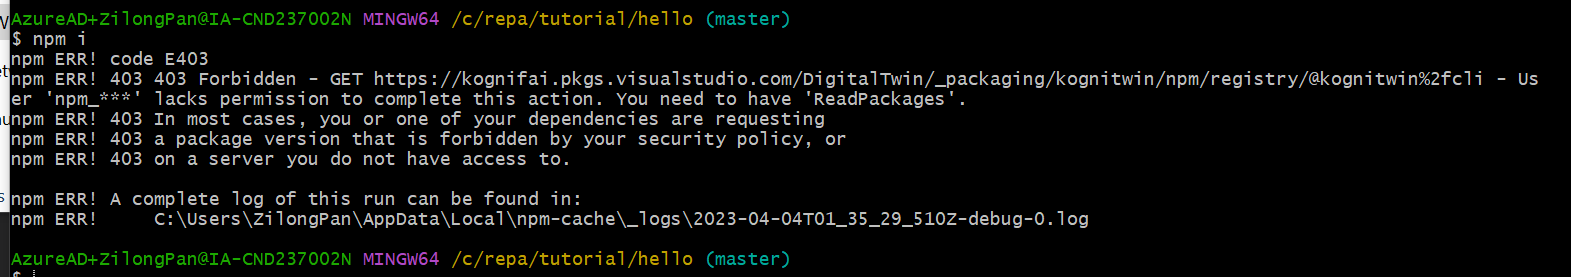 AzureAD+ZilongPan@IA-CND237002N MINGW64 /c/repa/tutorial/hello (master)
$ npm i
npm ERR! code E403
npm ERR! 403 403 Forbidden - GET https://kognifai.pkgs.visualstudio.com/DigitalTwin/_packaging/kognitwin/npm/registry/@kognitwin%2fcli - Us
er 'npm_***' lacks permission to complete this action. You need to have 'ReadPackages'.
npm ERR! 403 In most cases, you or one of your dependencies are requesting
npm ERR! 403 a package version that is forbidden by your security policy, or
npm ERR! 403 on a server you do not have access to.
npm ERR! A complete log of this run can be found in:
npm ERR!     C:\Users\ZilongPan\AppData\Local\npm-cache\_logs\2023-04-04T01_35_29_510Z-debug-0.log
AzureAD+ZilongPan@IA-CND237002N MINGW64 /c/repa/tutorial/hello (master)
$